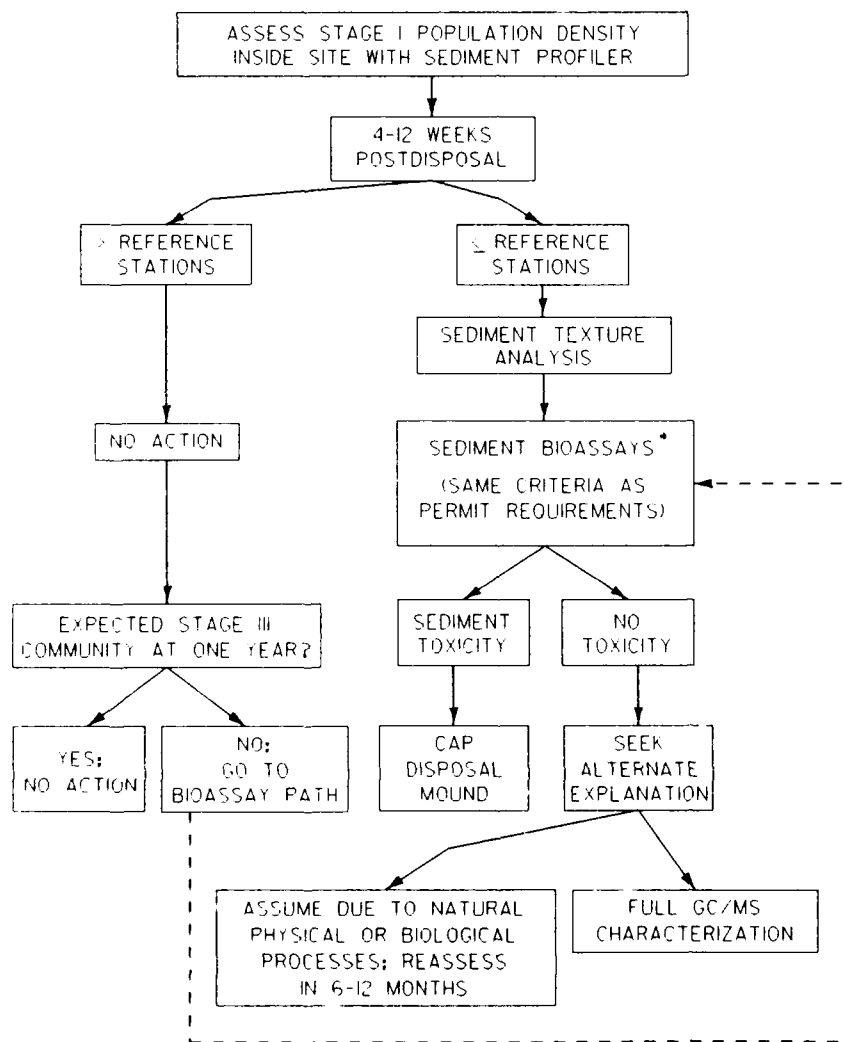 ASSESS STAGE I POPULATION DENSITY
INSIDE SITE WITH SEDIMENT PROFILER
4-12 WEEKS
POSTDISPOSAL
> REFERENCE
STATIONS
≤ REFERENCE
STATIONS
SEDIMENT TEXTURE
ANALYSIS
NO ACTION
SEDIMENT BIOASSAYS*
(SAME CRITERIA AS
PERMIT REQUIREMENTS)
EXPECTED STAGE III
COMMUNITY AT ONE YEAR?
SEDIMENT
TOXICITY
NO
TOXICITY
YES;
NO ACTION
NO;
GO TO
BIOASSAY PATH
CAP
DISPOSAL
MOUND
SEEK
ALTERNATE
EXPLANATION
ASSUME DUE TO NATURAL
PHYSICAL OR BIOLOGICAL
PROCESSES; REASSESS
IN 6-12 MONTHS
FULL GC/MS
CHARACTERIZATION